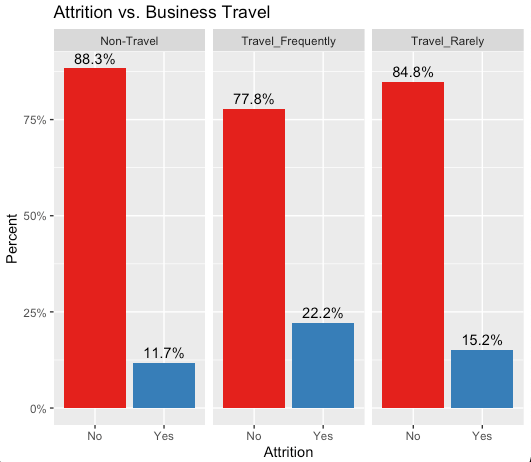 Attrition vs. Business Travel
Non-Travel
Travel_Frequently
Travel_Rarely
88.3%
77.8%
84.8%
11.7%
22.2%
15.2%
75%
50%
25%
0%
Percent
No
Yes
No
Yes
No
Yes
Attrition